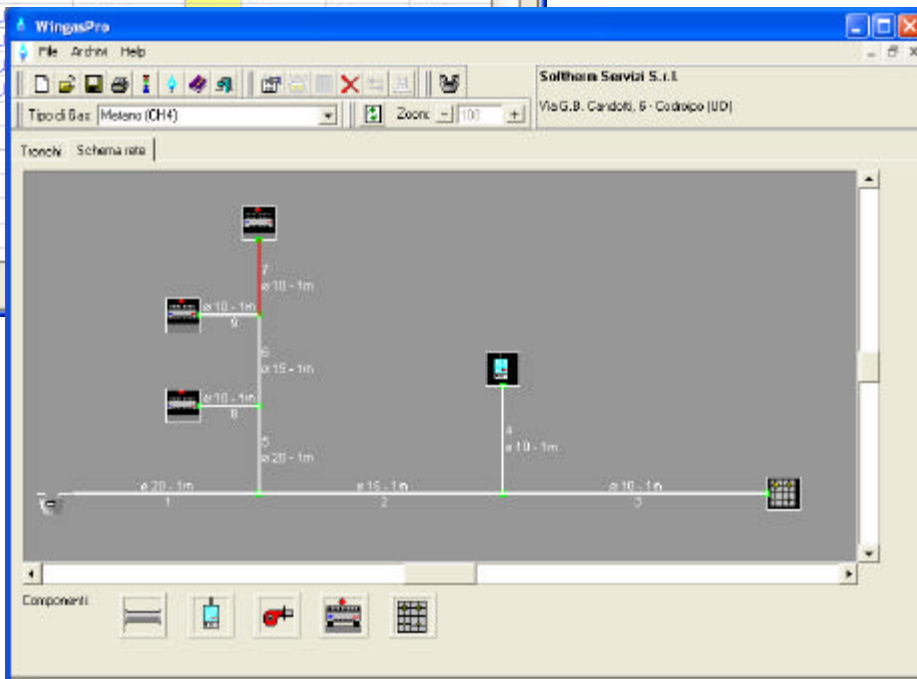 WingasPro
File Archivi Help
Softherm Servizi S.r.l.
Via G.B. Candotti, 6 - Codroipo (UD)
Tipo di Gas: Metano (CH4)
Zoom: - 100 +
Tronchi Schema rete
7
ø 10 - 1m
ø 10 - 1m
9
6
ø 15 - 1m
ø 10 - 1m
8
5
ø 20 - 1m
4
ø 10 - 1m
ø 20 - 1m
1
ø 15 - 1m
2
ø 10 - 1m
3
Componenti